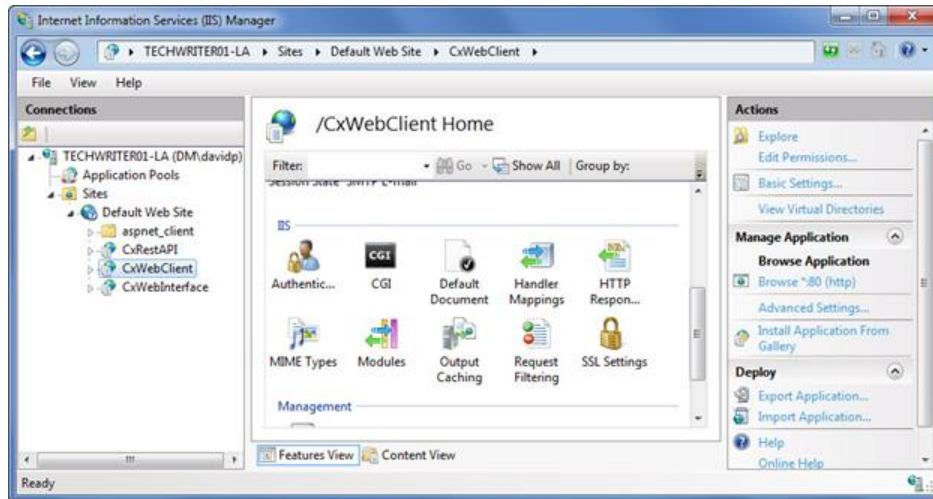 Internet Information Services (IIS) Manager
TECHWRITER01-LA Sites Default Web Site CxWebClient
File View Help
Connections
TECHWRITER01-LA (DM\davidp)
Application Pools
Sites
Default Web Site
aspnet_client
CxRestAPI
CxWebClient
CxWebInterface
/CxWebClient Home
Filter: Go Show All Group by:
Session State SMTP E-mail
IIS
Authentic... CGI Default Document Handler Mappings HTTP Respon...
MIME Types Modules Output Caching Request Filtering SSL Settings
Management
Features View Content View
Actions
Explore
Edit Permissions...
Basic Settings...
View Virtual Directories
Manage Application
Browse Application
Browse *:80 (http)
Advanced Settings...
Install Application From
Gallery
Deploy
Export Application...
Import Application...
Help
Online Help
Ready